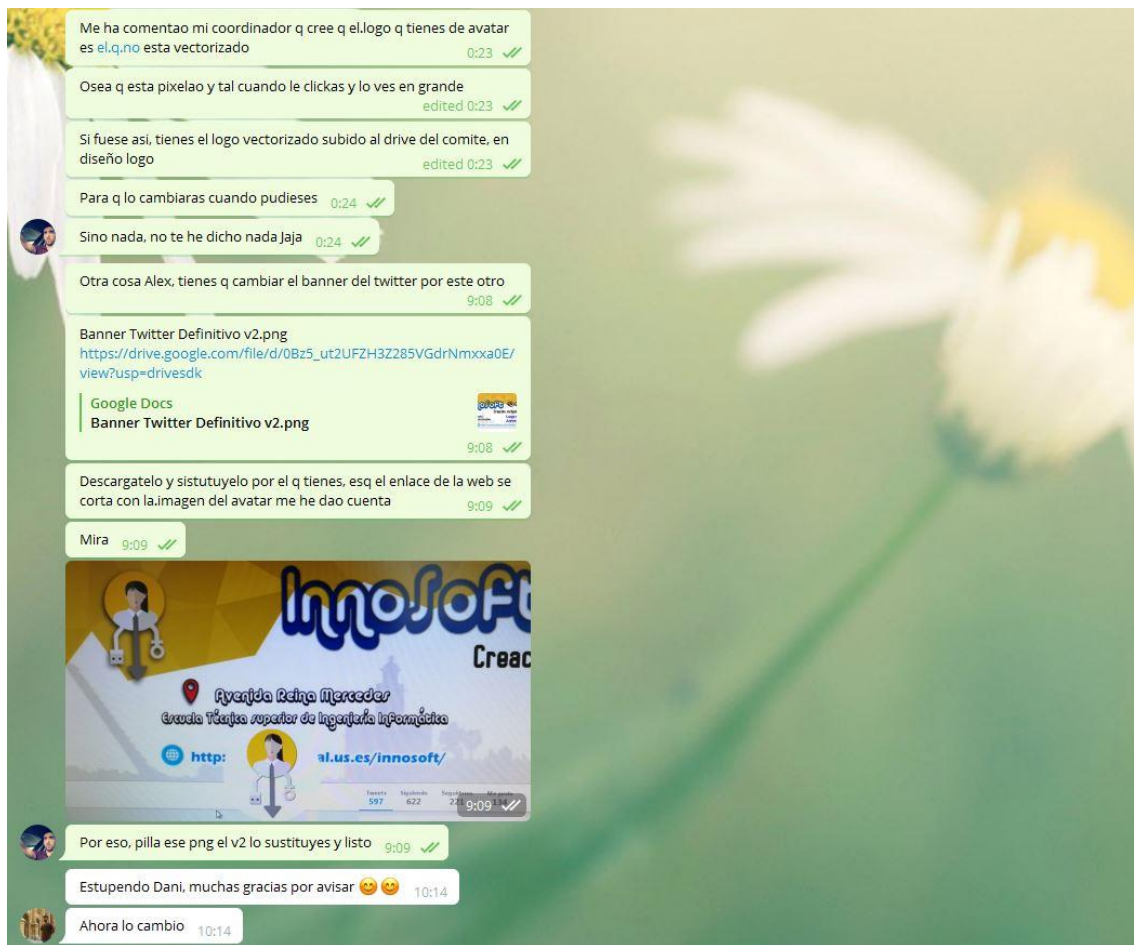 Me ha comentao mi coordinador q cree q el.logo q tienes de avatar
es el.q.no esta vectorizado
0:23
Osea q esta pixelao y tal cuando le clickas y lo ves en grande
edited 0:23
Si fuese asi, tienes el logo vectorizado subido al drive del comite, en
diseño logo
edited 0:23
Para q lo cambiaras cuando pudieses 0:24
Sino nada, no te he dicho nada Jaja 0:24
Otra cosa Alex, tienes q cambiar el banner del twitter por este otro
9:08
Banner Twitter Definitivo v2.png
https://drive.google.com/file/d/0Bz5_ut2UFZH3Z285VGdrNmxxa0E/
view?usp=drivesdk
Google Docs
Banner Twitter Definitivo v2.png
9:08
Descargatelo y sistutuyelo por el q tienes, esq el enlace de la web se
corta con la.imagen del avatar me he dao cuenta
9:09
Mira 9:09
InnoSoft
Creac
Avenida Reina Mercedes
Escuela Técnica superior de Ingeniería Informática
http: al.us.es/innosoft/
Tweets Siguiendo
597 622 221 134
9:09
Por eso, pilla ese png el v2 lo sustituyes y listo 9:09
Estupendo Dani, muchas gracias por avisar 😊😊 10:14
Ahora lo cambio 10:14